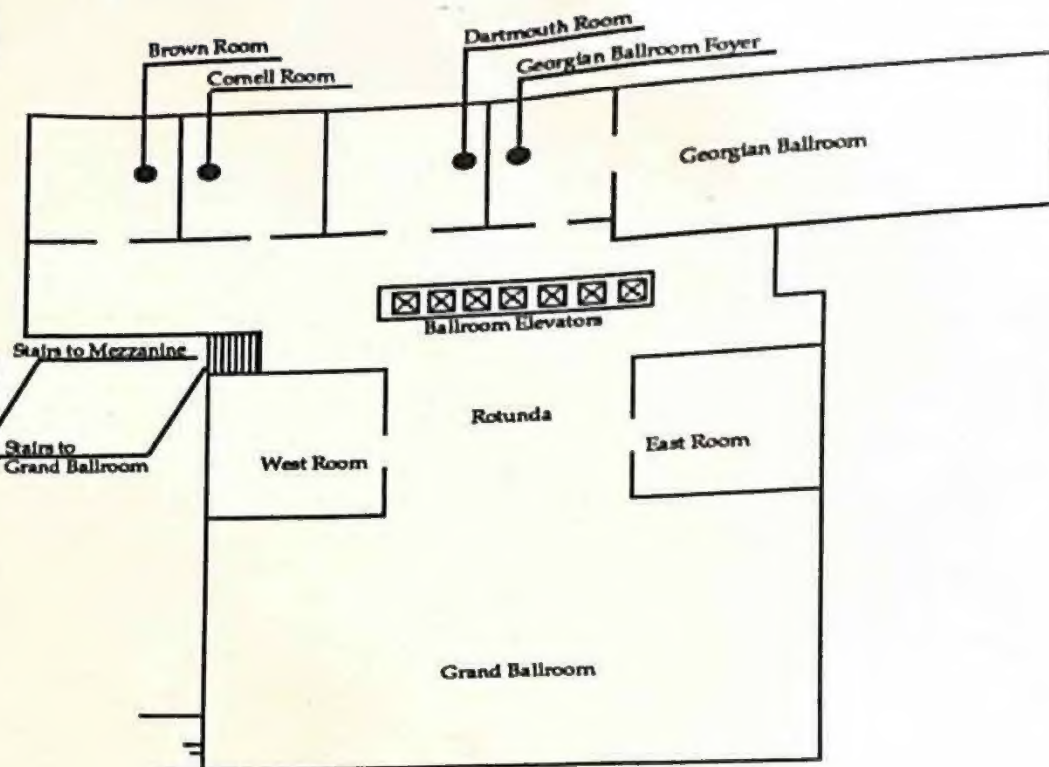 Brown Room
Cornell Room
Dartmouth Room
Georgian Ballroom Foyer
Georgian Ballroom
Ballroom Elevators
Stairs to Mezzanine
Rotunda
Stairs to
Grand Ballroom
West Room
East Room
Grand Ballroom